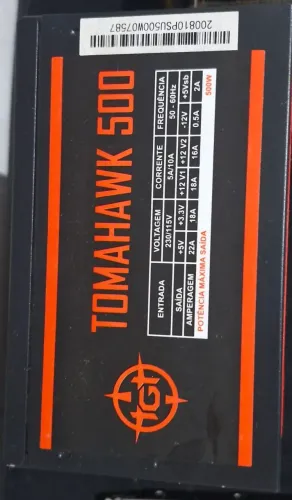 200810PSU500W07587
TOMAHAWK 500
ENTRADA VOLTAGEM CORRENTE FREQUÊNCIA
230/115V 5A/10A 50 - 60Hz
SAÍDA +5V +3.3V +12 V1 +12 V2 -12V +5Vsb
AMPERAGEM 22A 18A 18A 16A 0.5A 2A
POTÊNCIA MÁXIMA SAÍDA 500W
TGT